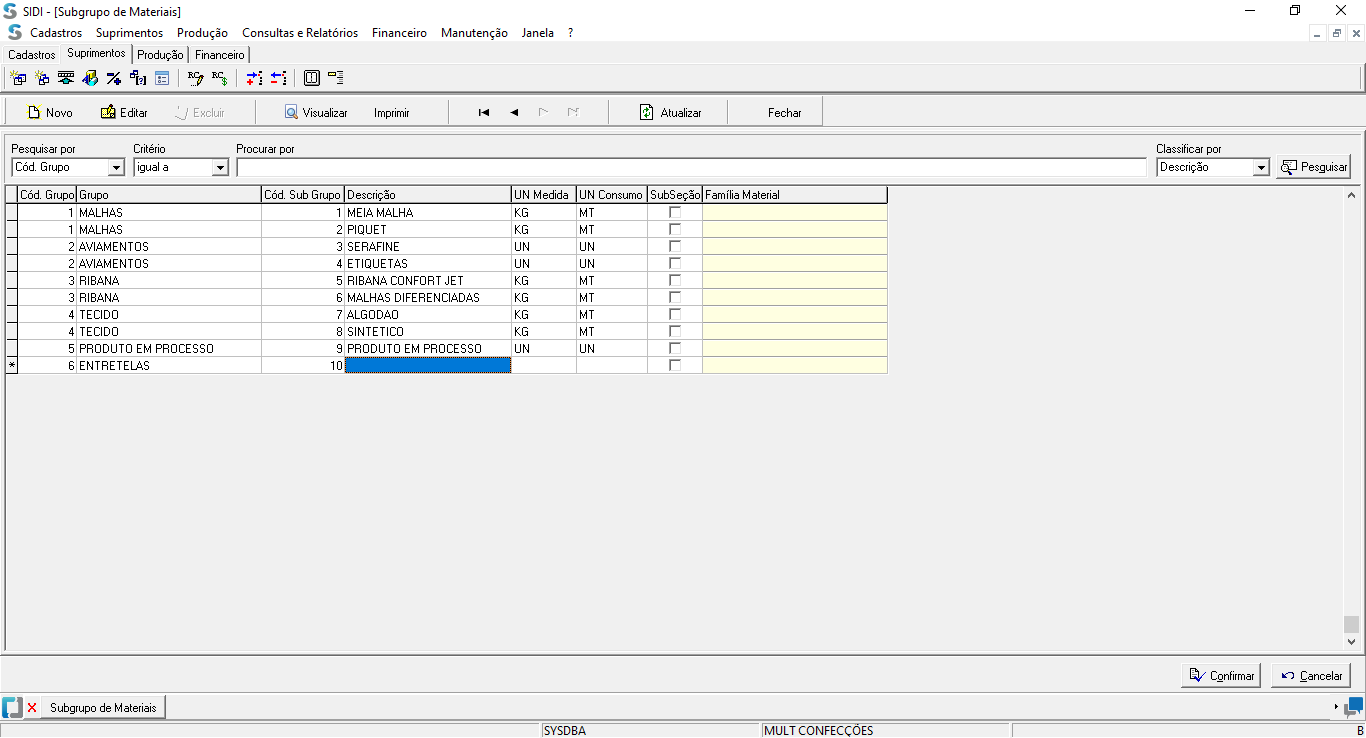 SIDI - [Subgrupo de Materiais]
Cadastros Suprimentos Produção Consultas e Relatórios Financeiro Manutenção Janela ?
Cadastros Suprimentos Produção Financeiro
Novo Editar Excluir Visualizar Imprimir Atualizar Fechar
Pesquisar por Critério Procurar por Classificar por
Cód. Grupo igual a Descrição Pesquisar
Cód. Grupo Grupo Cód. Sub Grupo Descrição UN Medida UN Consumo SubSeção Família Material
1 MALHAS 1 MEIA MALHA KG MT
1 MALHAS 2 PIQUET KG MT
2 AVIAMENTOS 3 SERAFINE UN UN
2 AVIAMENTOS 4 ETIQUETAS UN UN
3 RIBANA 5 RIBANA CONFORT JET KG MT
3 RIBANA 6 MALHAS DIFERENCIADAS KG MT
4 TECIDO 7 ALGODAO KG MT
4 TECIDO 8 SINTETICO KG MT
5 PRODUTO EM PROCESSO 9 PRODUTO EM PROCESSO UN UN
* 6 ENTRETELAS 10
Confirmar Cancelar
Subgrupo de Materiais
SYSDBA MULT CONFECÇÕES B